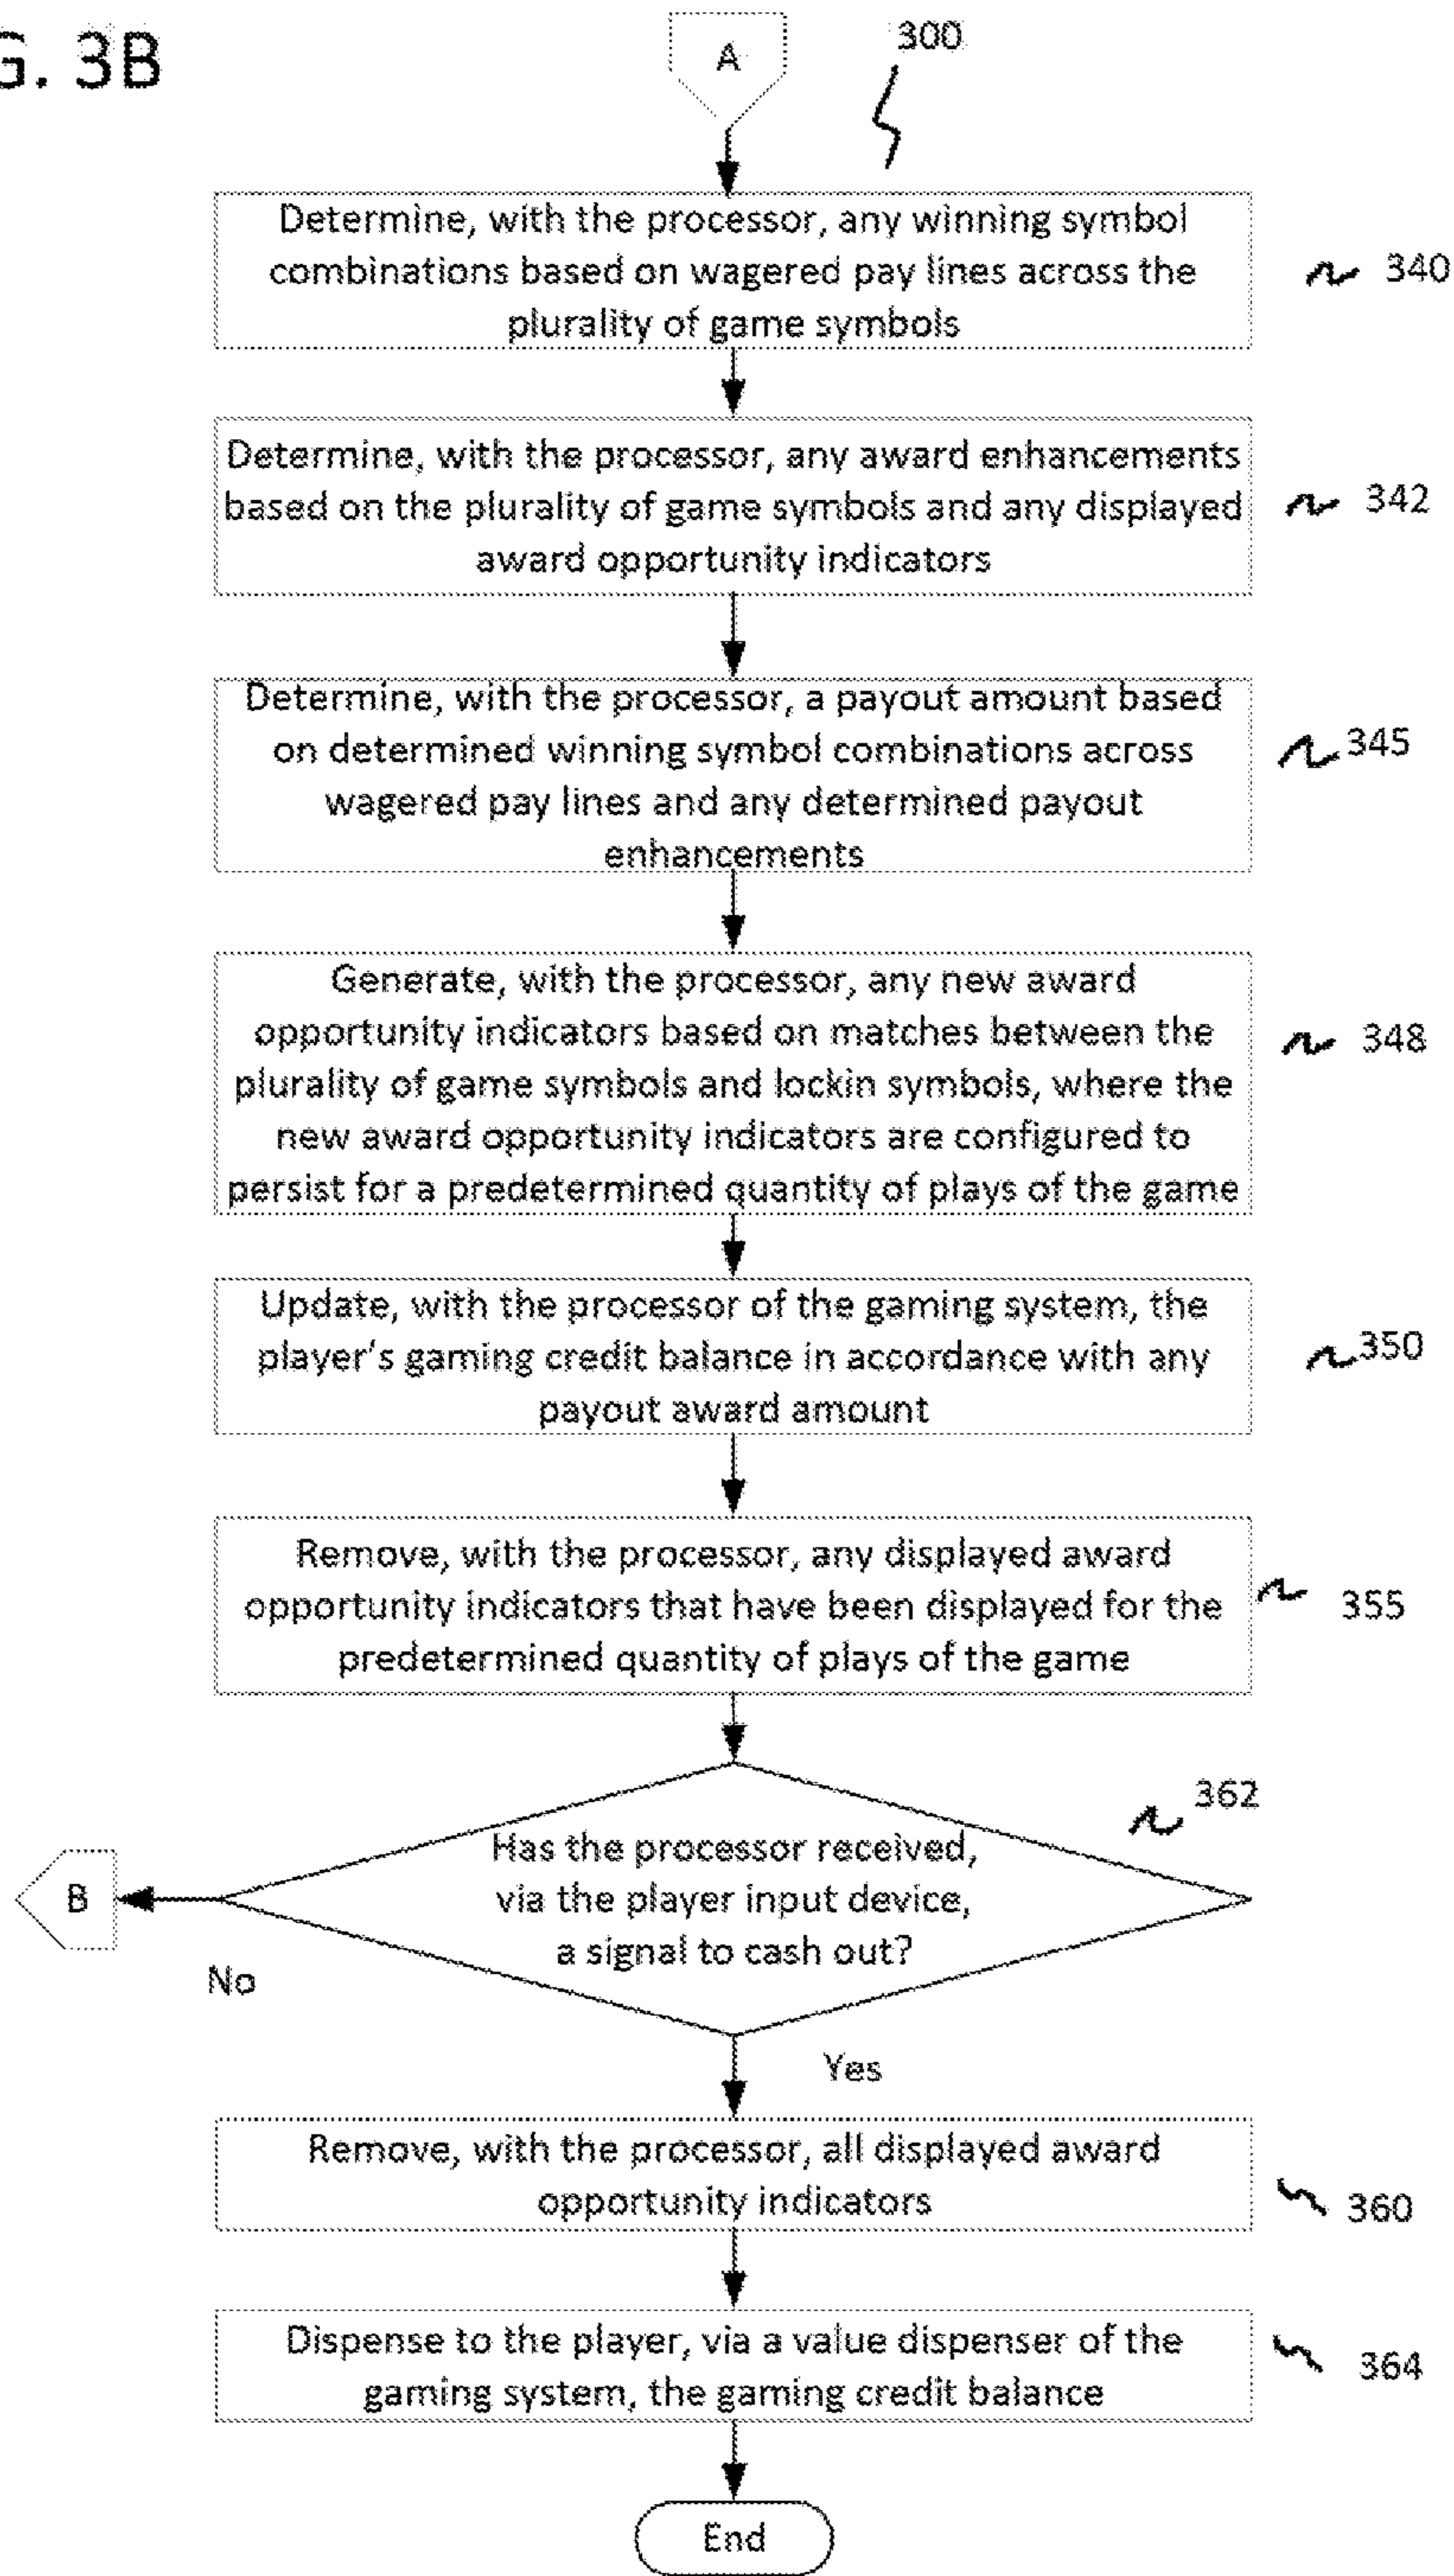 G. 3B
A
300
Determine, with the processor, any winning symbol
combinations based on wagered pay lines across the
plurality of game symbols
340
Determine, with the processor, any award enhancements
based on the plurality of game symbols and any displayed
award opportunity indicators
342
Determine, with the processor, a payout amount based
on determined winning symbol combinations across
wagered pay lines and any determined payout
enhancements
345
Generate, with the processor, any new award
opportunity indicators based on matches between the
plurality of game symbols and lockin symbols, where the
new award opportunity indicators are configured to
persist for a predetermined quantity of plays of the game
348
Update, with the processor of the gaming system, the
player's gaming credit balance in accordance with any
payout award amount
350
Remove, with the processor, any displayed award
opportunity indicators that have been displayed for the
predetermined quantity of plays of the game
355
362
Has the processor received,
via the player input device,
a signal to cash out?
B
No
Yes
Remove, with the processor, all displayed award
opportunity indicators
360
Dispense to the player, via a value dispenser of the
gaming system, the gaming credit balance
364
End